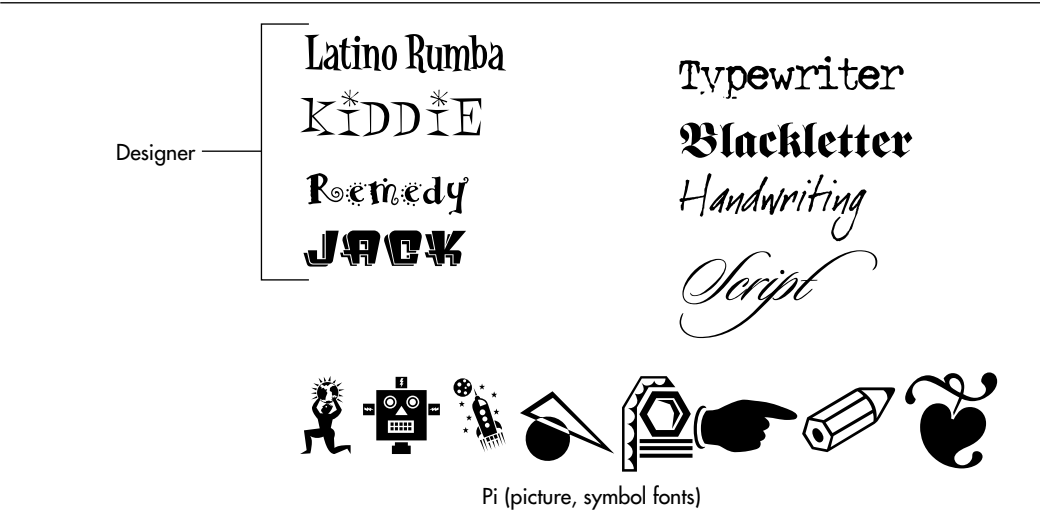 Designer
Latino Rumba
KiDDiE
Remedy
JACK
Typewriter
Blackletter
Handwriting
Script
Pi (picture, symbol fonts)